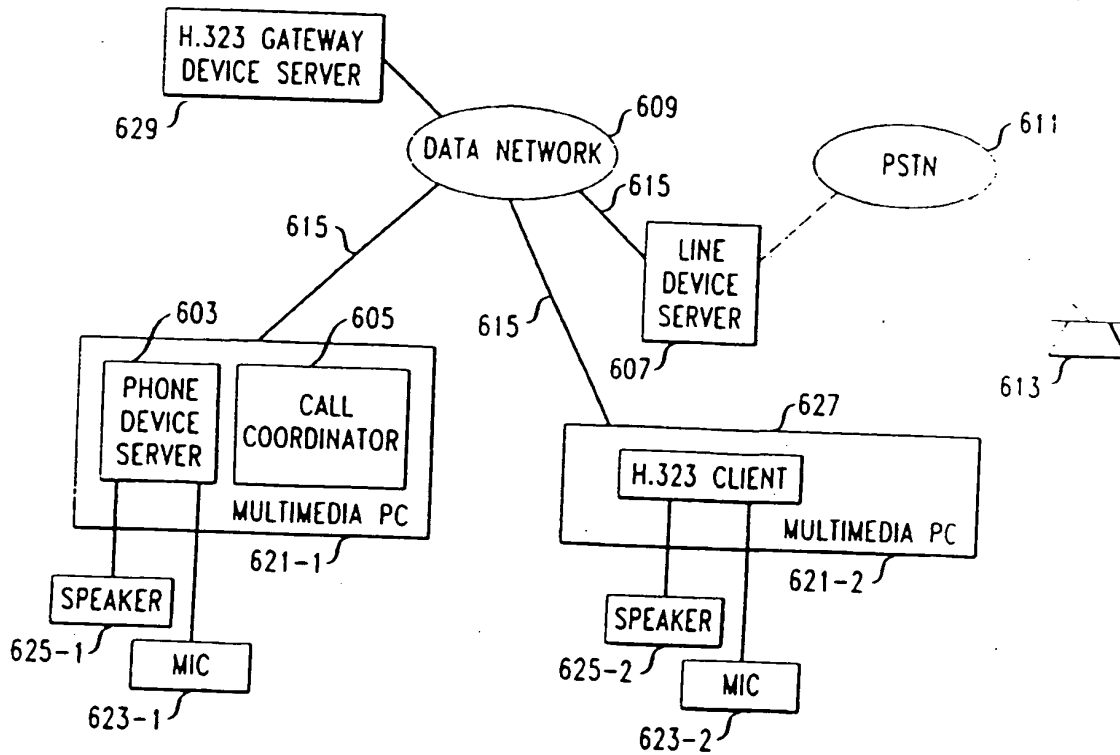 H.323 GATEWAY
DEVICE SERVER
629
609
DATA NETWORK
611
PSTN
615
615
LINE
DEVICE
SERVER
607
615
613
603
605
PHONE
DEVICE
SERVER
CALL
COORDINATOR
MULTIMEDIA PC
621-1
627
H.323 CLIENT
MULTIMEDIA PC
621-2
SPEAKER
625-1
MIC
623-1
SPEAKER
625-2
MIC
623-2